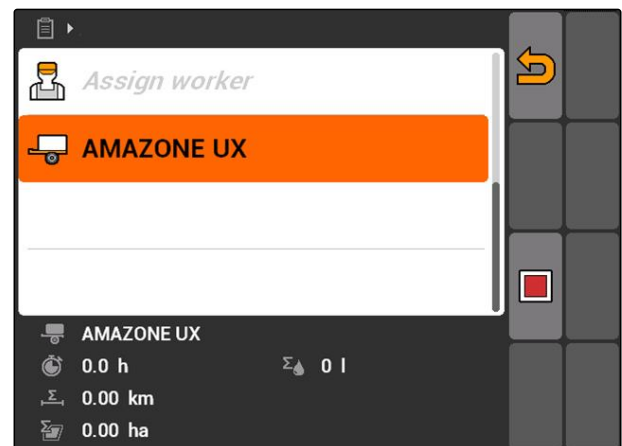 Assign worker
AMAZONE UX
AMAZONE UX
0.0 h Σ 0 l
Σ 0.00 km
Σ 0.00 ha